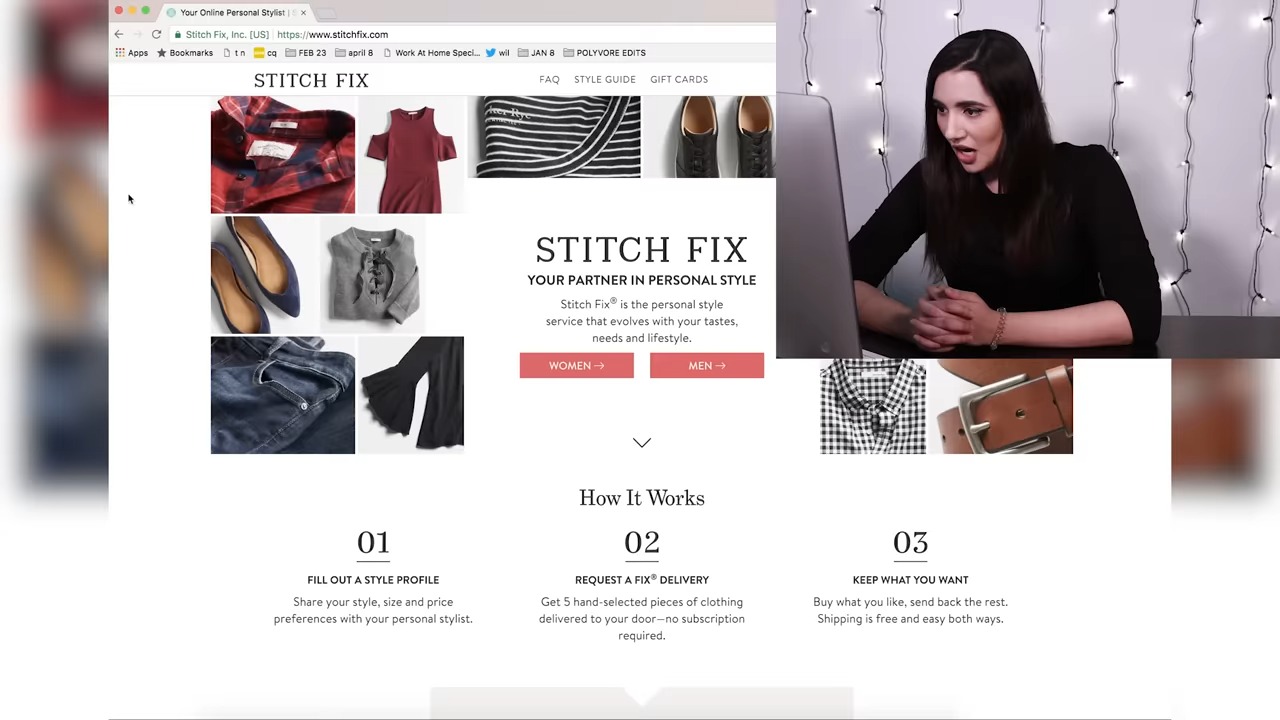 Your Online Personal Stylist |
Stitch Fix, Inc. [US] | https://www.stitchfix.com
Apps Bookmarks t n cq FEB 23 april 8 Work At Home Speci... wil JAN 8 POLYVORE EDITS
STITCH FIX FAQ STYLE GUIDE GIFT CARDS
STITCH FIX
YOUR PARTNER IN PERSONAL STYLE
Stitch Fix® is the personal style
service that evolves with your tastes,
needs and lifestyle.
WOMEN → MEN →
How It Works
01 02 03
FILL OUT A STYLE PROFILE REQUEST A FIX® DELIVERY KEEP WHAT YOU WANT
Share your style, size and price Get 5 hand-selected pieces of clothing Buy what you like, send back the rest.
preferences with your personal stylist. delivered to your door—no subscription Shipping is free and easy both ways.
required.